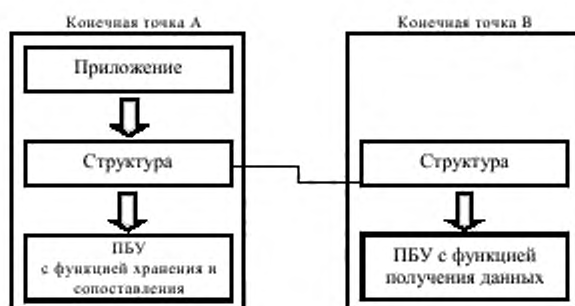 Конечная точка А
Конечная точка В
Приложение
Структура
Структура
ПБУ
с функцией хранения и
сопоставления
ПБУ с функцией
получения данных